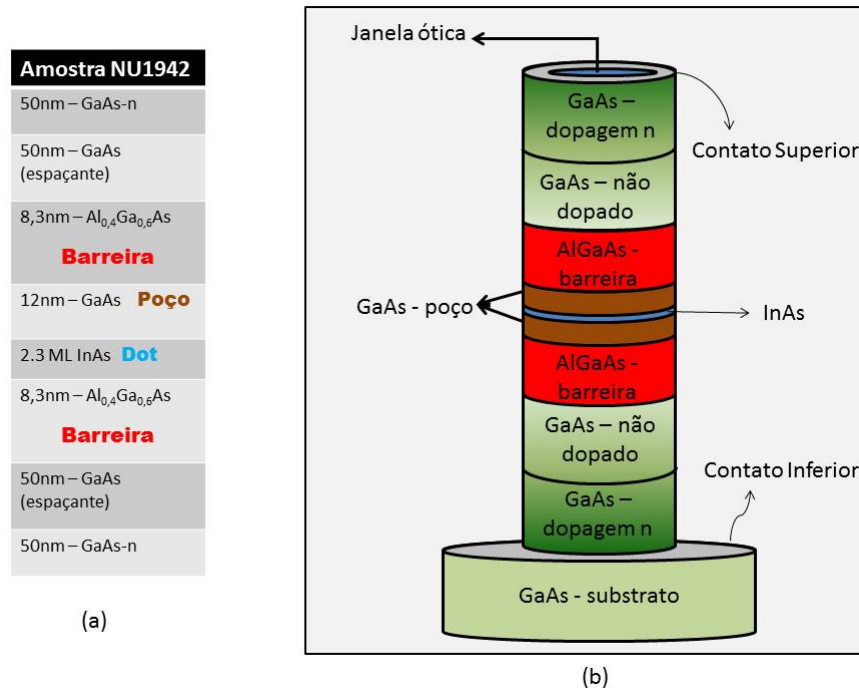 Amostra NU1942
50nm – GaAs-n
50nm – GaAs
(espaçante)
8,3nm – Al0,4Ga0,6As
Barreira
12nm – GaAs Poço
2.3 ML InAs Dot
8,3nm – Al0,4Ga0,6As
Barreira
50nm – GaAs
(espaçante)
50nm – GaAs-n
(a)
Janela ótica
GaAs –
dopagem n
Contato Superior
GaAs – não
dopado
AlGaAs -
barreira
GaAs - poço
InAs
AlGaAs -
barreira
GaAs – não
dopado
Contato Inferior
GaAs –
dopagem n
GaAs - substrato
(b)